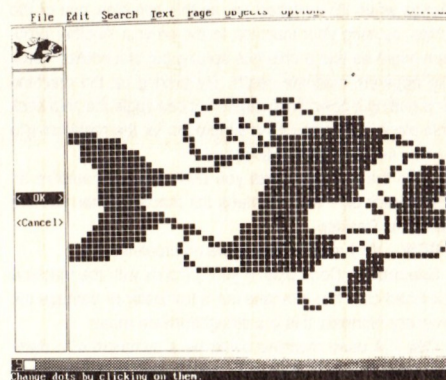 File Edit Search Text Page Objects Options
< OK >
<Cancel>
Change dots by clicking on them.